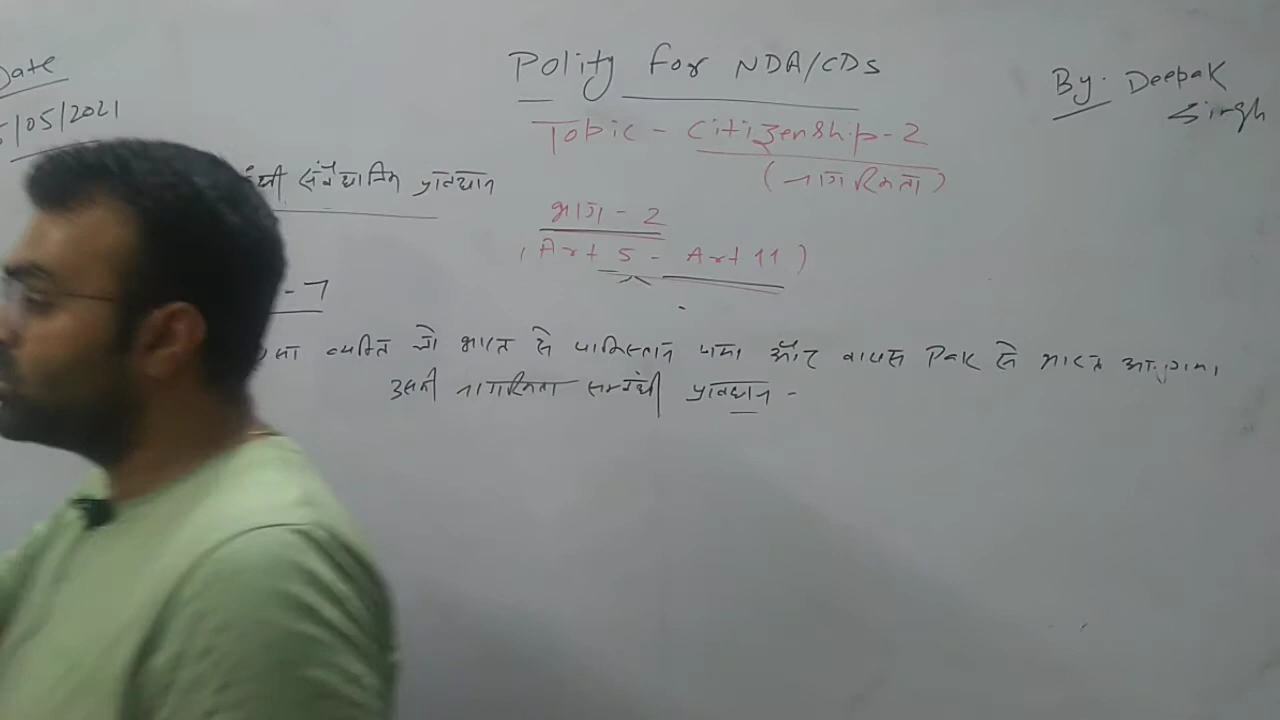 Date
Polity for NDA/CDS
By. Deepak
Singh
5/05/2021
Topic - Citizenship-2
(नागरिकता)
संवैधानिक प्रावधान
भाग - 2
(Art 5 - Art 11)
- 7
व्यक्ति जो भारत से पाकिस्तान गया और वापस Pak से भारत
उसकी नागरिकता सम्बंधी प्रावधान -